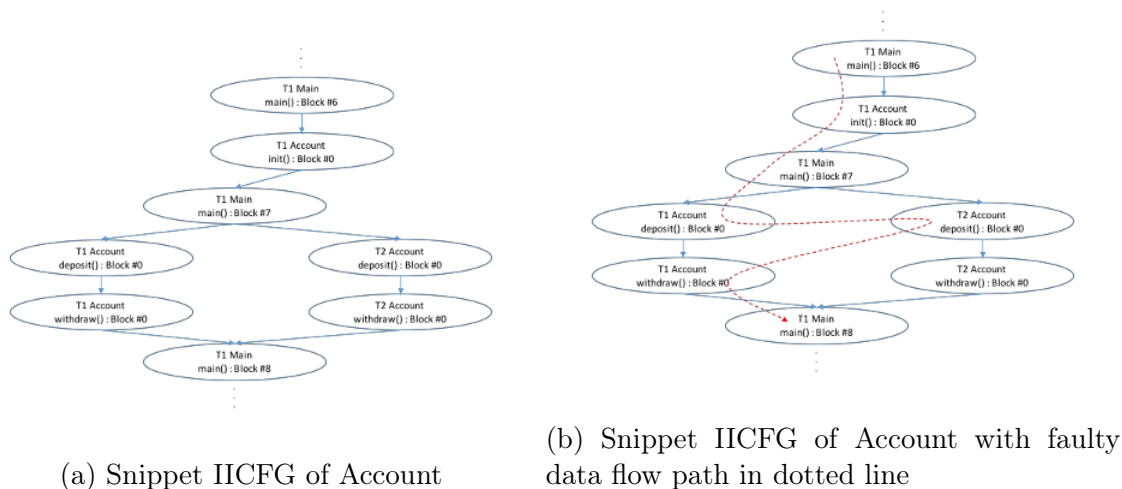 T1 Main
main() : Block #6
T1 Account
init() : Block #0
T1 Main
main() : Block #7
T1 Account
deposit() : Block #0
T2 Account
deposit() : Block #0
T1 Account
withdraw() : Block #0
T2 Account
withdraw() : Block #0
T1 Main
main() : Block #8
(a) Snippet IICFG of Account
T1 Main
main() : Block #6
T1 Account
init() : Block #0
T1 Main
main() : Block #7
T1 Account
deposit() : Block #0
T2 Account
deposit() : Block #0
T1 Account
withdraw() : Block #0
T2 Account
withdraw() : Block #0
T1 Main
main() : Block #8
(b) Snippet IICFG of Account with faulty
data flow path in dotted line